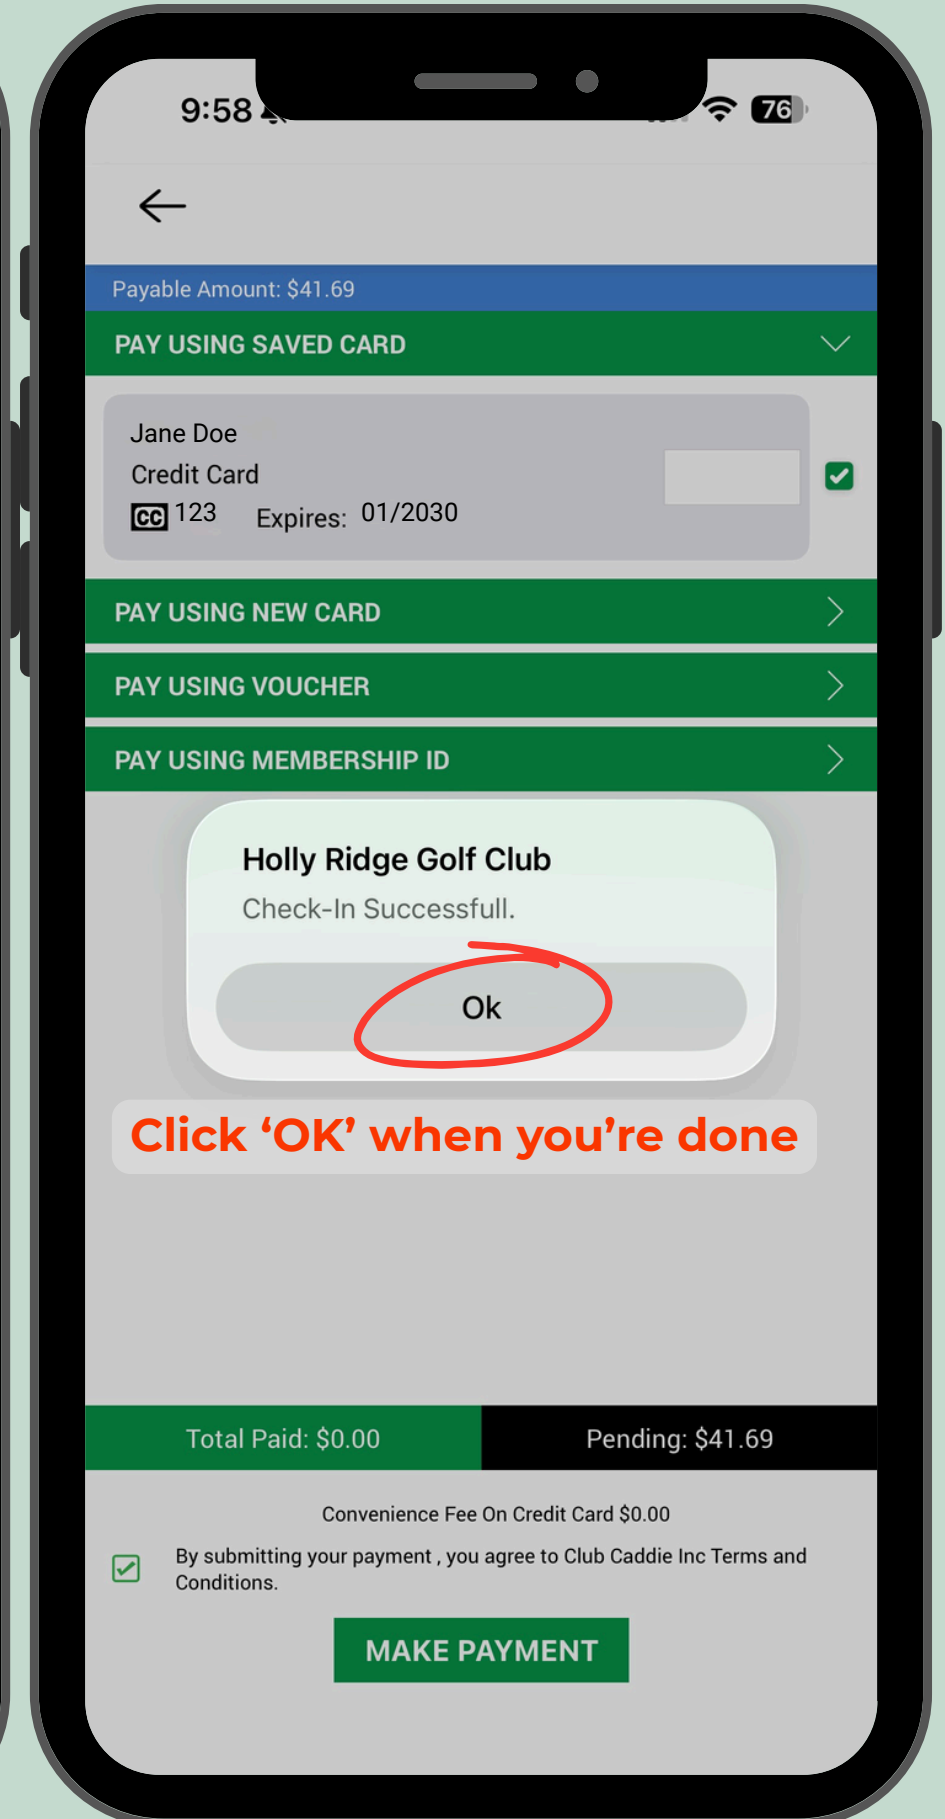 9:58
76
Payable Amount: $41.69
PAY USING SAVED CARD
Jane Doe
Credit Card
CC 123 Expires: 01/2030
PAY USING NEW CARD
PAY USING VOUCHER
PAY USING MEMBERSHIP ID
Holly Ridge Golf Club
Check-In Successfull.
Ok
Click ‘OK’ when you’re done
Total Paid: $0.00
Pending: $41.69
Convenience Fee On Credit Card $0.00
By submitting your payment , you agree to Club Caddie Inc Terms and
Conditions.
MAKE PAYMENT